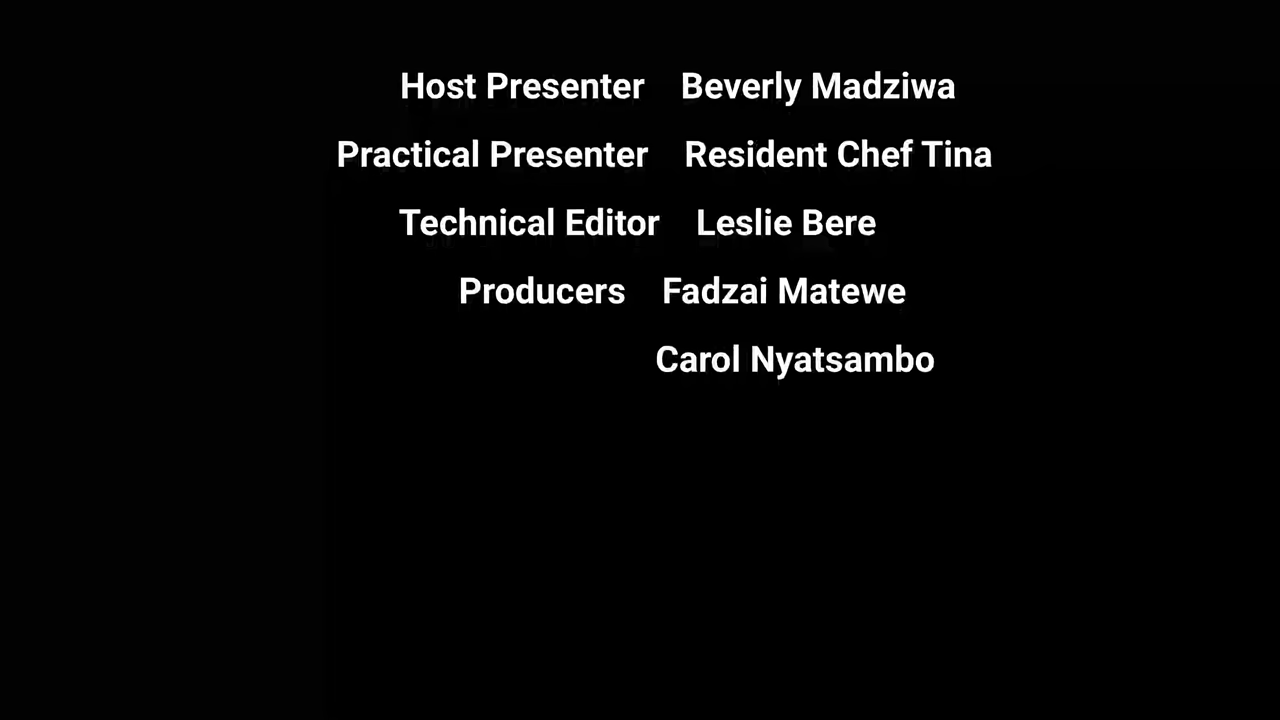 Host Presenter Beverly Madziwa
Practical Presenter Resident Chef Tina
Technical Editor Leslie Bere
Producers Fadzai Matewe
Carol Nyatsambo